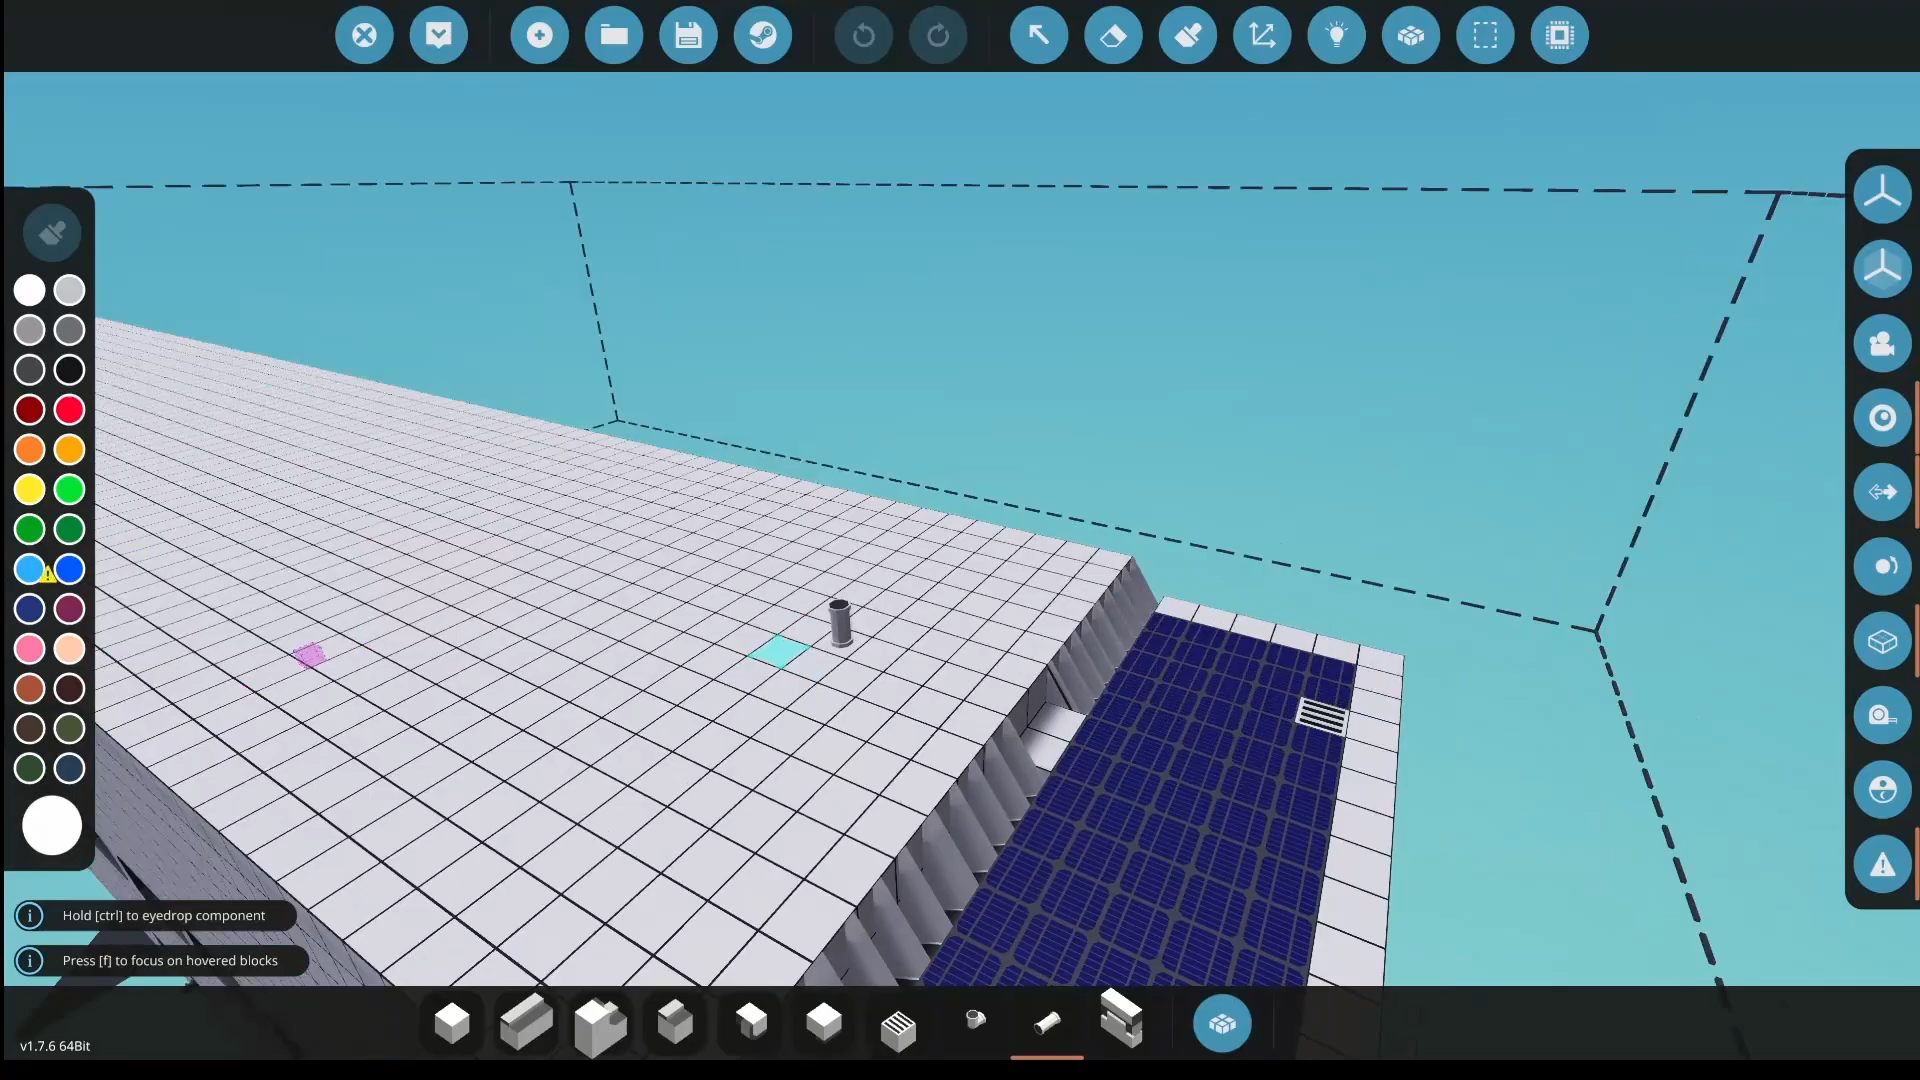 Hold [ctrl] to eyedrop component
Press [f] to focus on hovered blocks
v1.7.6 64Bit